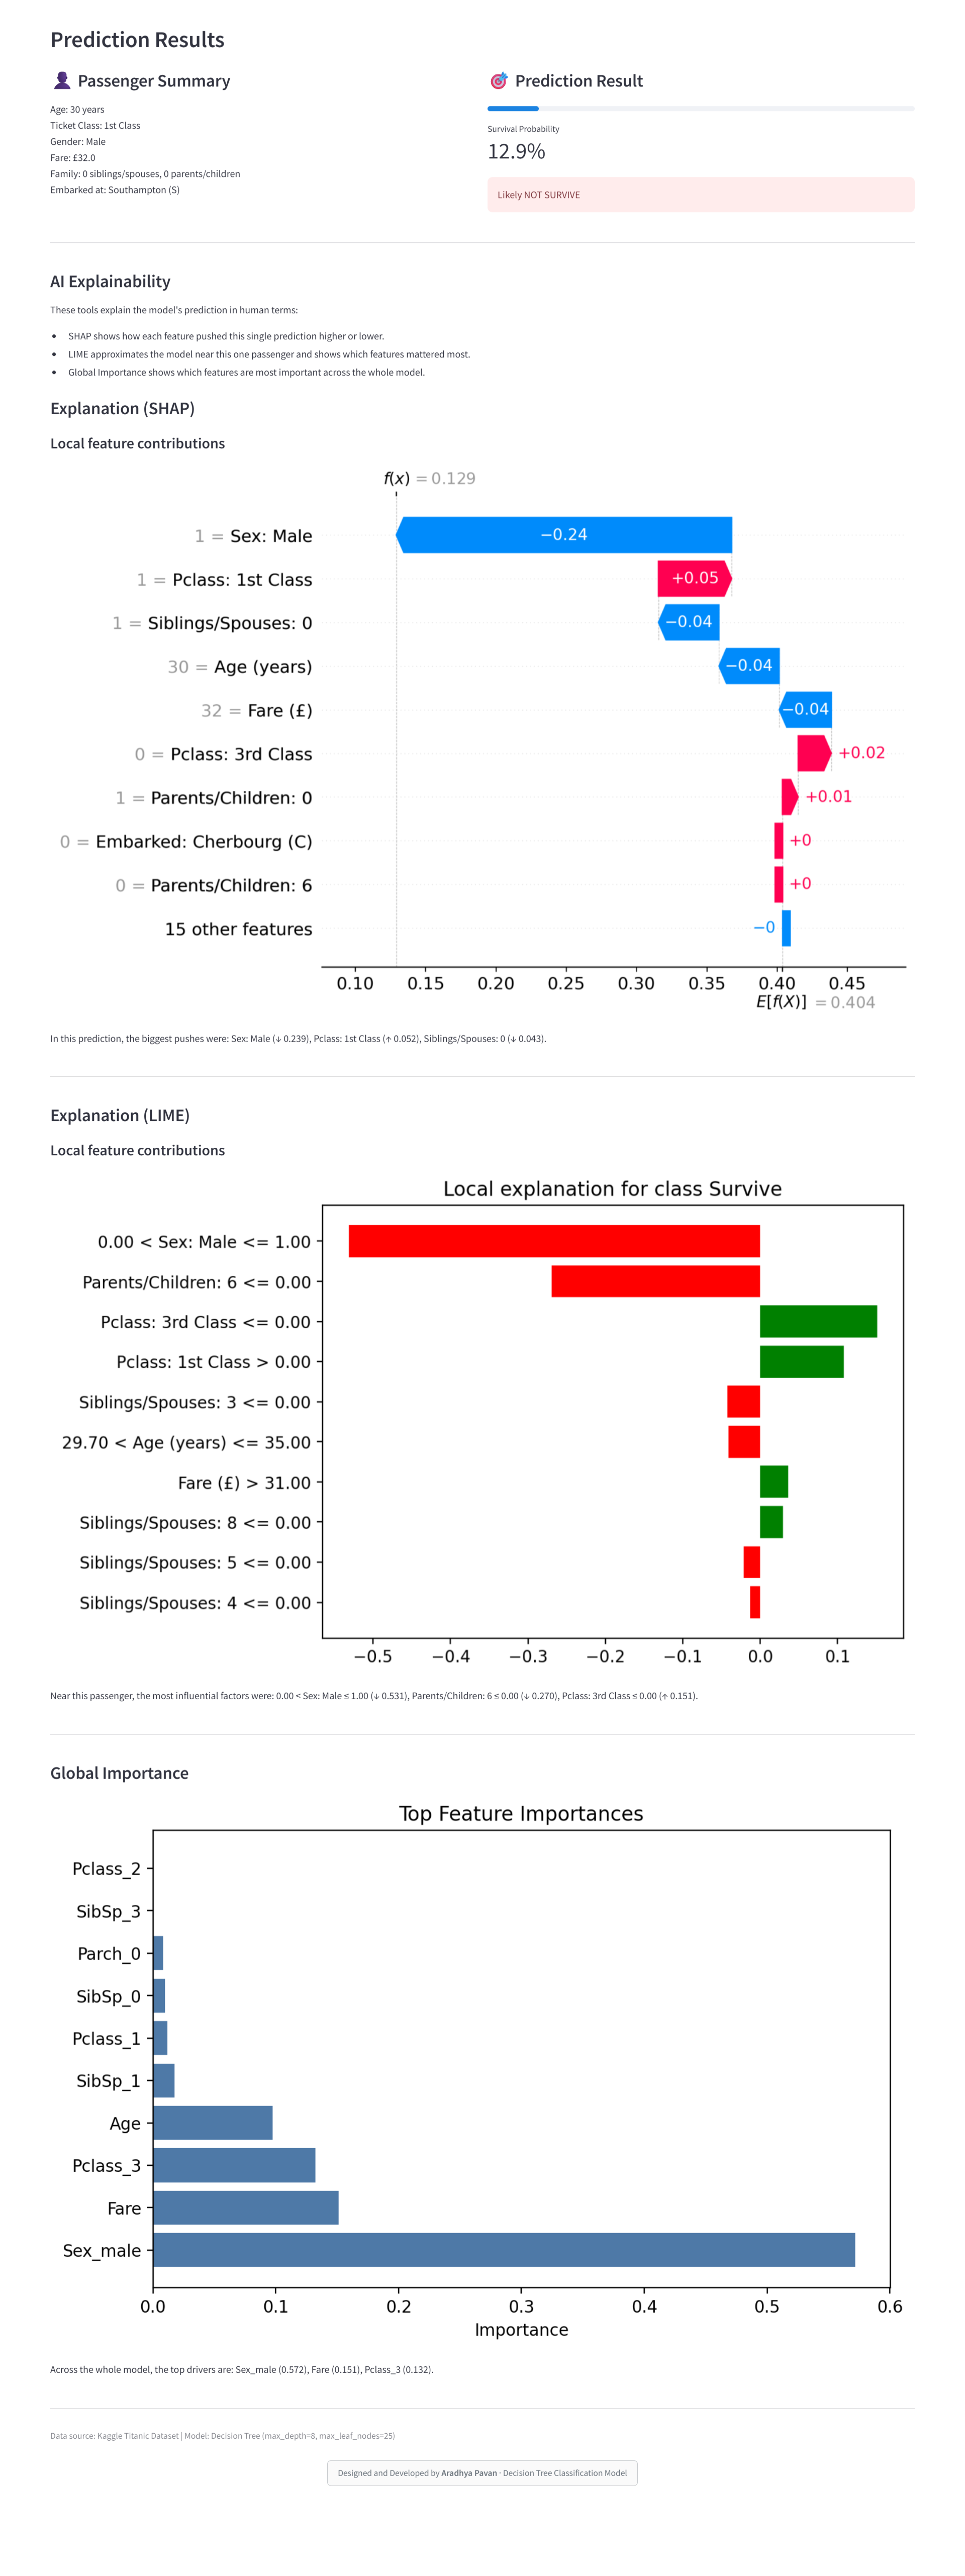 Prediction Results
Passenger Summary
Age: 30 years
Ticket Class: 1st Class
Gender: Male
Fare: £32.0
Family: 0 siblings/spouses, 0 parents/children
Embarked at: Southampton (S)
Prediction Result
Survival Probability
12.9%
Likely NOT SURVIVE
AI Explainability
These tools explain the model's prediction in human terms:
• SHAP shows how each feature pushed this single prediction higher or lower.
• LIME approximates the model near this one passenger and shows which features mattered most.
• Global Importance shows which features are most important across the whole model.
Explanation (SHAP)
Local feature contributions
f(x) = 0.129
1 = Sex: Male −0.24
1 = Pclass: 1st Class +0.05
1 = Siblings/Spouses: 0 −0.04
30 = Age (years) −0.04
32 = Fare (£) −0.04
0 = Pclass: 3rd Class +0.02
1 = Parents/Children: 0 +0.01
0 = Embarked: Cherbourg (C) +0
0 = Parents/Children: 6 +0
15 other features −0
0.10 0.15 0.20 0.25 0.30 0.35 0.40 0.45
E[f(X)] = 0.404
In this prediction, the biggest pushes were: Sex: Male (↓ 0.239), Pclass: 1st Class (↑ 0.052), Siblings/Spouses: 0 (↓ 0.043).
Explanation (LIME)
Local feature contributions
Local explanation for class Survive
0.00 < Sex: Male <= 1.00
Parents/Children: 6 <= 0.00
Pclass: 3rd Class <= 0.00
Pclass: 1st Class > 0.00
Siblings/Spouses: 3 <= 0.00
29.70 < Age (years) <= 35.00
Fare (£) > 31.00
Siblings/Spouses: 8 <= 0.00
Siblings/Spouses: 5 <= 0.00
Siblings/Spouses: 4 <= 0.00
−0.5 −0.4 −0.3 −0.2 −0.1 0.0 0.1
Near this passenger, the most influential factors were: 0.00 < Sex: Male ≤ 1.00 (↓ 0.531), Parents/Children: 6 ≤ 0.00 (↓ 0.270), Pclass: 3rd Class ≤ 0.00 (↑ 0.151).
Global Importance
Top Feature Importances
Pclass_2
SibSp_3
Parch_0
SibSp_0
Pclass_1
SibSp_1
Age
Pclass_3
Fare
Sex_male
0.0 0.1 0.2 0.3 0.4 0.5 0.6
Importance
Across the whole model, the top drivers are: Sex_male (0.572), Fare (0.151), Pclass_3 (0.132).
Data source: Kaggle Titanic Dataset | Model: Decision Tree (max_depth=8, max_leaf_nodes=25)
Designed and Developed by Aradhya Pavan · Decision Tree Classification Model